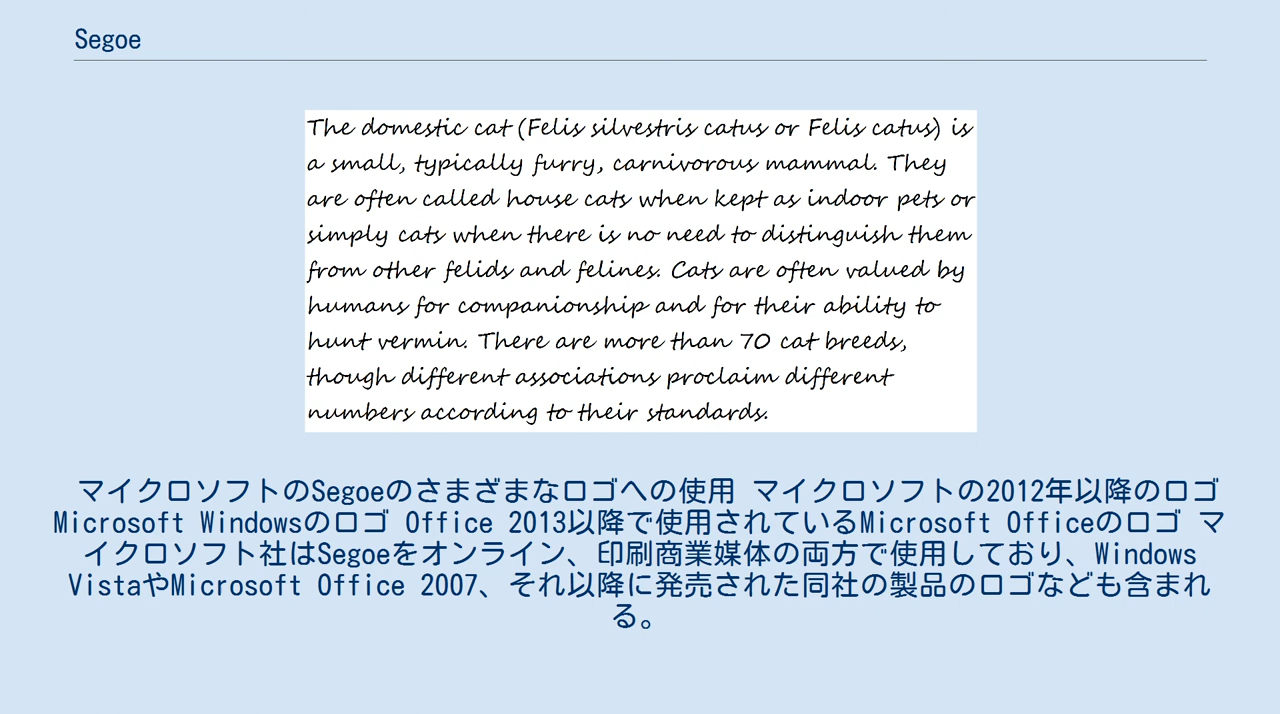 Segoe
The domestic cat (Felis silvestris catus or Felis catus) is
a small, typically furry, carnivorous mammal. They
are often called house cats when kept as indoor pets or
simply cats when there is no need to distinguish them
from other felids and felines. Cats are often valued by
humans for companionship and for their ability to
hunt vermin. There are more than 70 cat breeds,
though different associations proclaim different
numbers according to their standards.
マイクロソフトのSegoeのさまざまなロゴへの使用 マイクロソフトの2012年以降のロゴ
Microsoft Windowsのロゴ Office 2013以降で使用されているMicrosoft Officeのロゴ マ
イクロソフト社はSegoeをオンライン、印刷商業媒体の両方で使用しており、Windows
VistaやMicrosoft Office 2007、それ以降に発売された同社の製品のロゴなども含まれ
る。